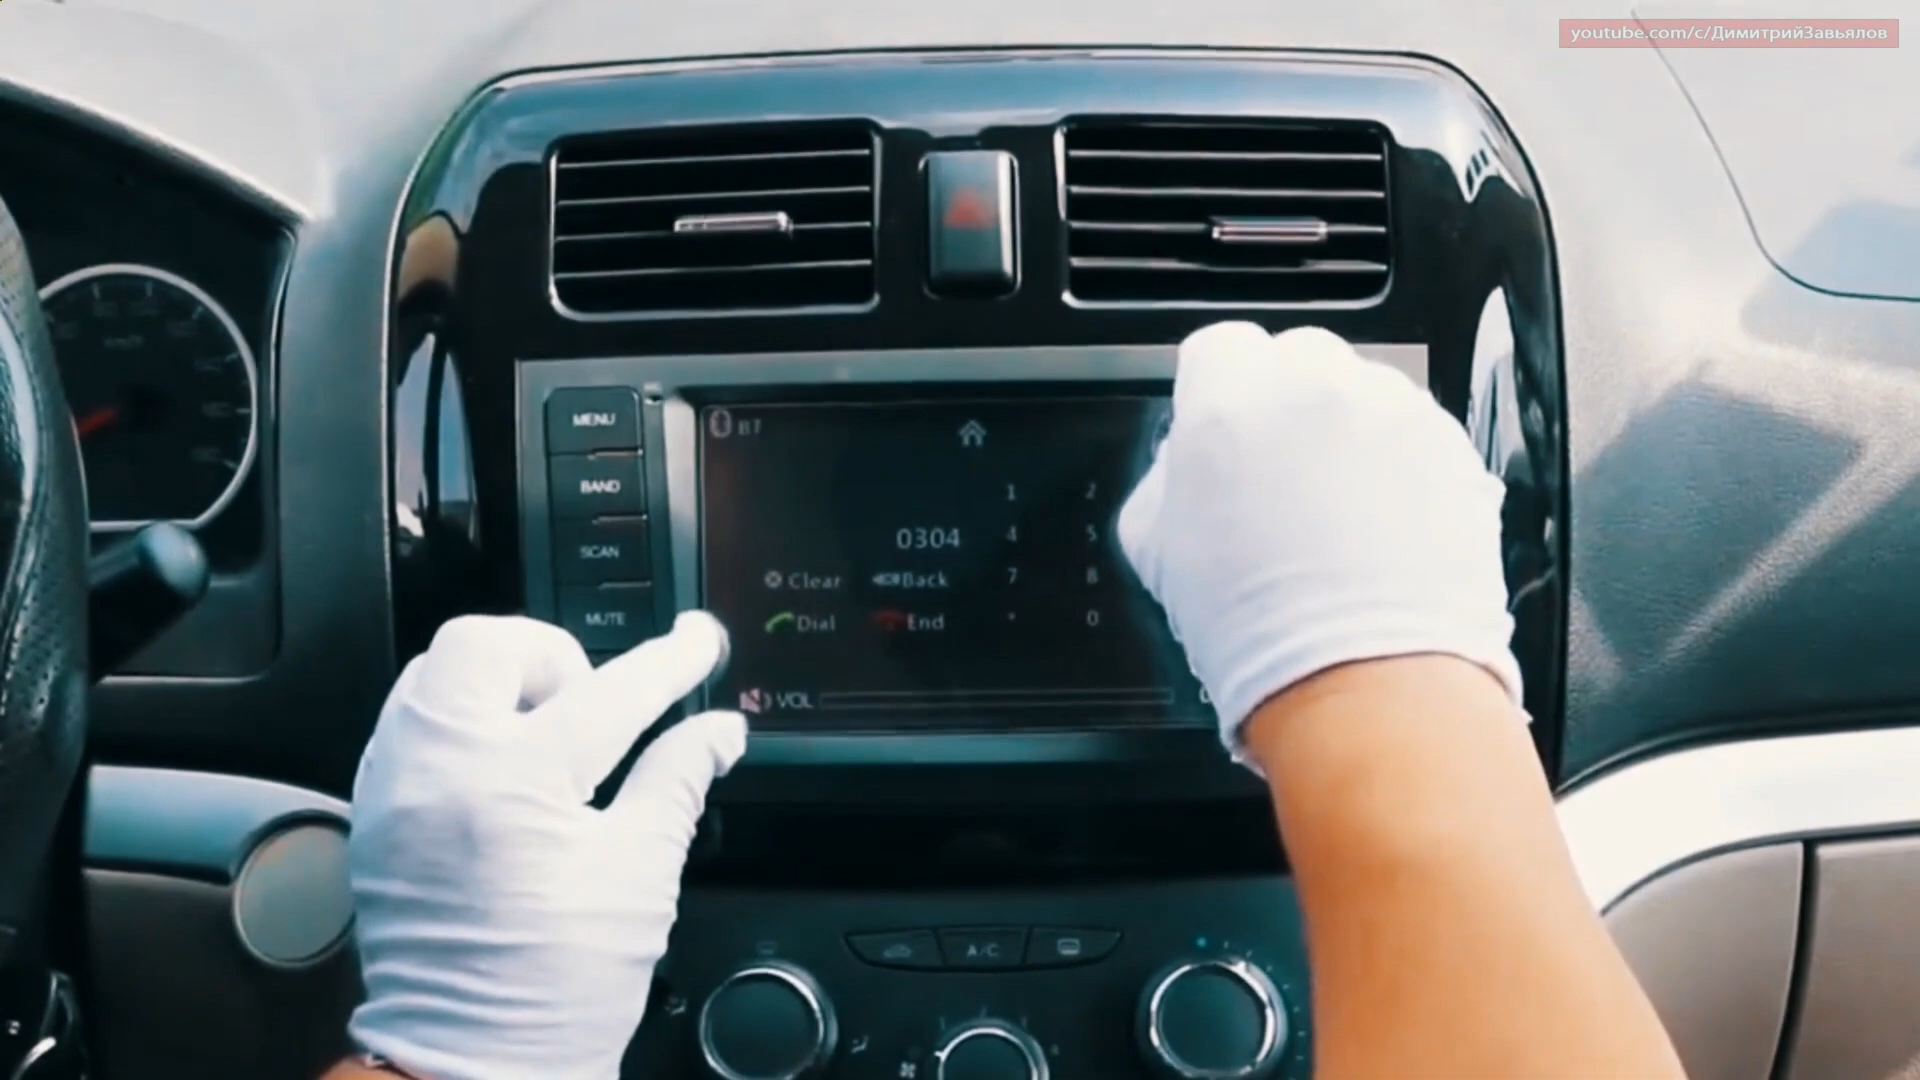 youtube.com/c/ДимитрийЗавьялов
MENU
BT
BAND
1 2
SCAN
0304
4 5
Clear
Back
7 8
MUTE
Dial
End
* 0
VOL
A/C